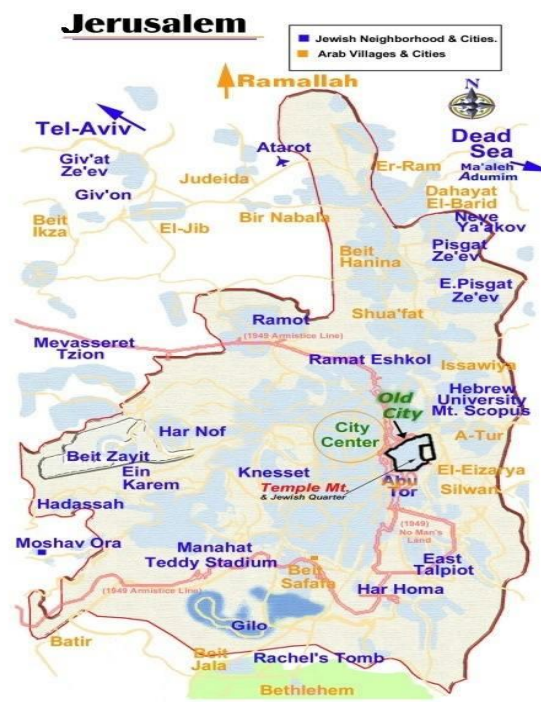 Jerusalem
Jewish Neighborhood & Cities.
Arab Villages & Cities
Ramallah
N
Tel-Aviv
Dead
Sea
Atarot
Giv'at
Ze'ev
Er-Ram
Ma'aleh
Adumim
Judeida
Giv'on
Dahayat
El-Barid
Beit
Ikza
El-Jib
Bir Nabala
Neve
Ya'akov
Beit
Hanina
Pisgat
Ze'ev
E.Pisgat
Ze'ev
Ramot
Shua'fat
(1949 Armistice Line)
Mevasseret
Tzion
Ramat Eshkol
Issawiya
Old
City
Hebrew
University
Mt. Scopus
City
Center
Har Nof
A-Tur
Beit Zayit
Ein
Karem
Knesset
Temple Mt.
& Jewish Quarter
El-Eizarya
Abu
Tor
Silwan
Hadassah
(1949)
No Man's
Land
Moshav Ora
Manahat
Teddy Stadium
East
Talpiot
Beit
Safafa
(1949 Armistice Line)
Har Homa
Gilo
Batir
Beit
Jala
Rachel's Tomb
Bethlehem